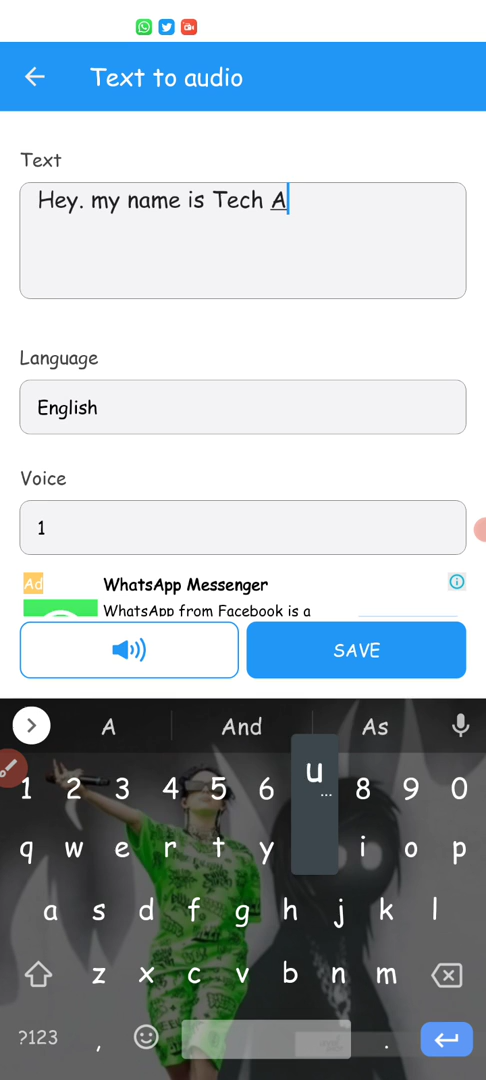 Text to audio
Text
Hey. my name is Tech A
Language
English
Voice
1
Ad
WhatsApp Messenger
WhatsApp from Facebook is a
SAVE
A And As
1 2 3 4 5 6 u ... 8 9 0
q w e r t y i o p
a s d f g h j k l
z x c v b n m
?123 , .